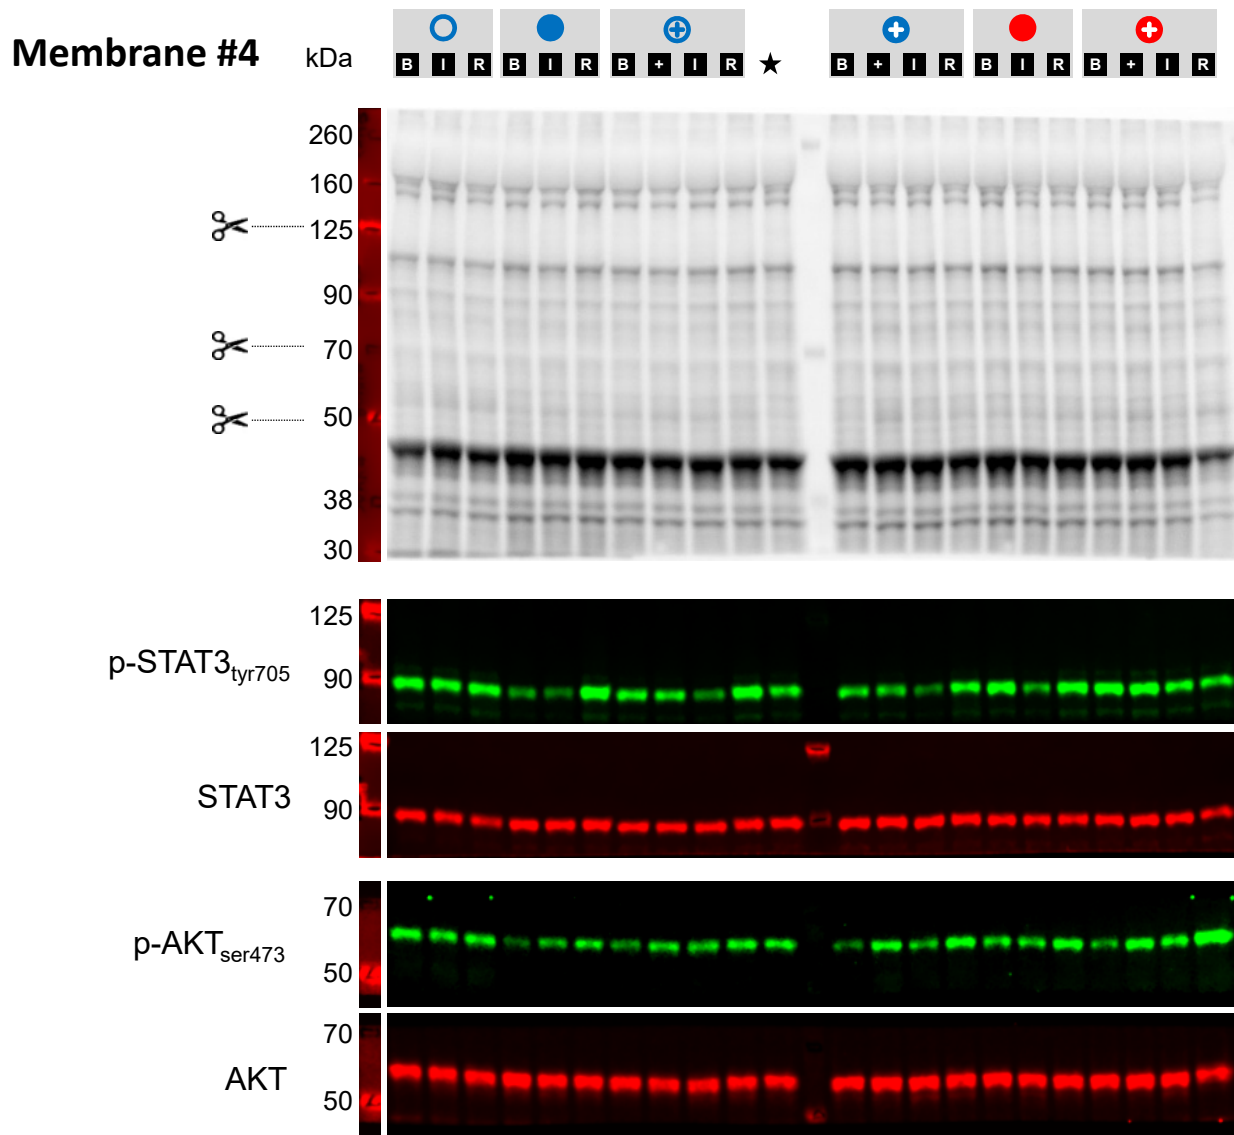 Membrane #4
kDa
B I R B I R B + I R ★ B + I R B I R B + I R
260
160
125
90
70
50
38
30
125
p-STAT3tyr705
90
125
STAT3
90
70
p-AKTser473
50
70
AKT
50